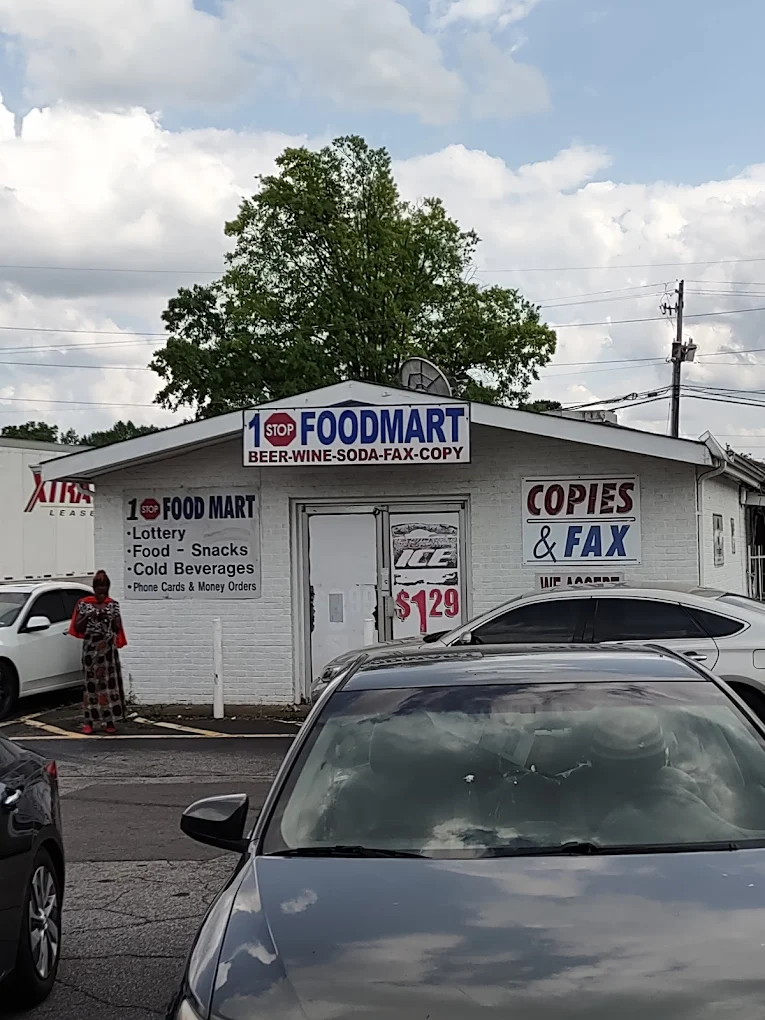 1 STOP FOODMART
BEER-WINE-SODA-FAX-COPY
XTRA
LEASE
1 STOP FOOD MART
•Lottery
•Food - Snacks
•Cold Beverages
•Phone Cards & Money Orders
ICE
$1.29
COPIES
& FAX
WE ACCEPT